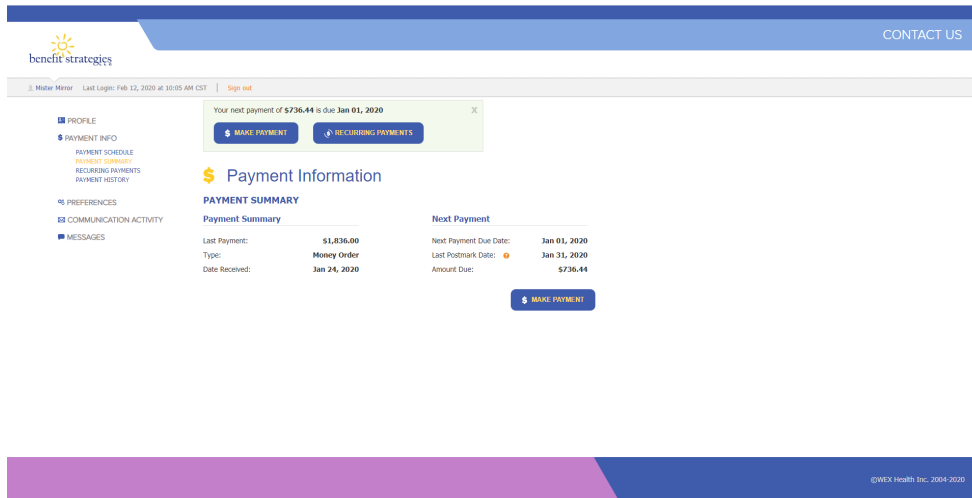 CONTACT US
benefit strategies
Mister Mirror Last Login: Feb 12, 2020 at 10:05 AM CST | Sign out
Your next payment of $736.44 is due Jan 01, 2020 X
$ MAKE PAYMENT RECURRING PAYMENTS
PROFILE
$ PAYMENT INFO
PAYMENT SCHEDULE
PAYMENT SUMMARY
RECURRING PAYMENTS
PAYMENT HISTORY
PREFERENCES
COMMUNICATION ACTIVITY
MESSAGES
$ Payment Information
PAYMENT SUMMARY
Payment Summary
Last Payment: $1,836.00
Type: Money Order
Date Received: Jan 24, 2020
Next Payment
Next Payment Due Date: Jan 01, 2020
Last Postmark Date: ? Jan 31, 2020
Amount Due: $736.44
$ MAKE PAYMENT
©WEX Health Inc. 2004-2020